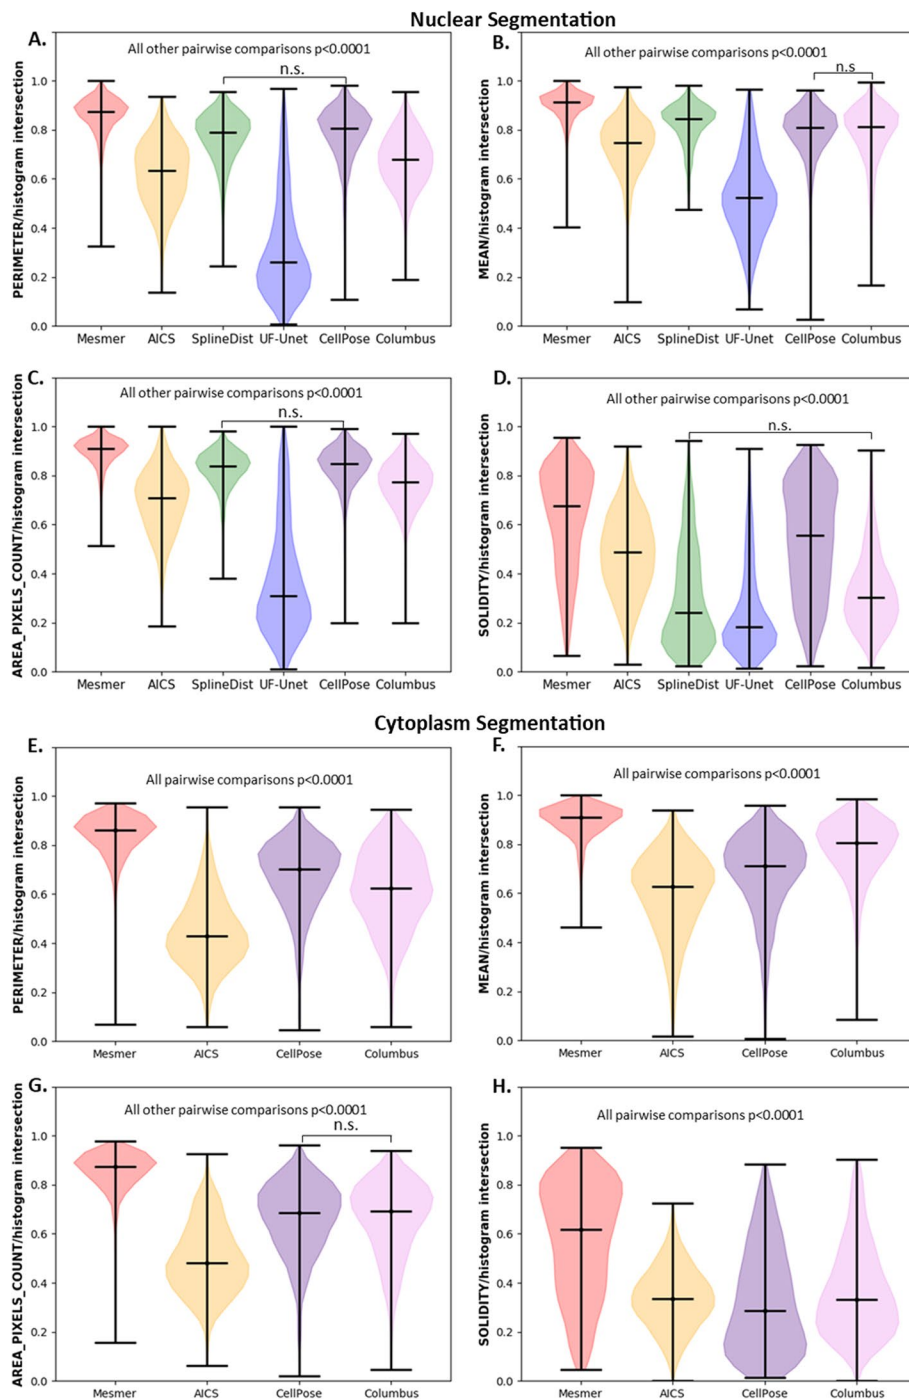 Nuclear Segmentation
A.
All other pairwise comparisons p<0.0001
n.s.
PERIMETER/histogram intersection
1.0
0.8
0.6
0.4
0.2
0.0
Mesmer AICS SplineDist UF-Unet CellPose Columbus
B.
All other pairwise comparisons p<0.0001
n.s
MEAN/histogram intersection
1.0
0.8
0.6
0.4
0.2
0.0
Mesmer AICS SplineDist UF-Unet CellPose Columbus
C.
All other pairwise comparisons p<0.0001
n.s.
AREA_PIXELS_COUNT/histogram intersection
1.0
0.8
0.6
0.4
0.2
0.0
Mesmer AICS SplineDist UF-Unet CellPose Columbus
D.
All other pairwise comparisons p<0.0001
n.s.
SOLIDITY/histogram intersection
1.0
0.8
0.6
0.4
0.2
0.0
Mesmer AICS SplineDist UF-Unet CellPose Columbus
Cytoplasm Segmentation
E.
All pairwise comparisons p<0.0001
PERIMETER/histogram intersection
1.0
0.8
0.6
0.4
0.2
0.0
Mesmer AICS CellPose Columbus
F.
All pairwise comparisons p<0.0001
MEAN/histogram intersection
1.0
0.8
0.6
0.4
0.2
0.0
Mesmer AICS CellPose Columbus
G.
All other pairwise comparisons p<0.0001
n.s.
AREA_PIXELS_COUNT/histogram intersection
1.0
0.8
0.6
0.4
0.2
0.0
Mesmer AICS CellPose Columbus
H.
All pairwise comparisons p<0.0001
SOLIDITY/histogram intersection
1.0
0.8
0.6
0.4
0.2
0.0
Mesmer AICS CellPose Columbus